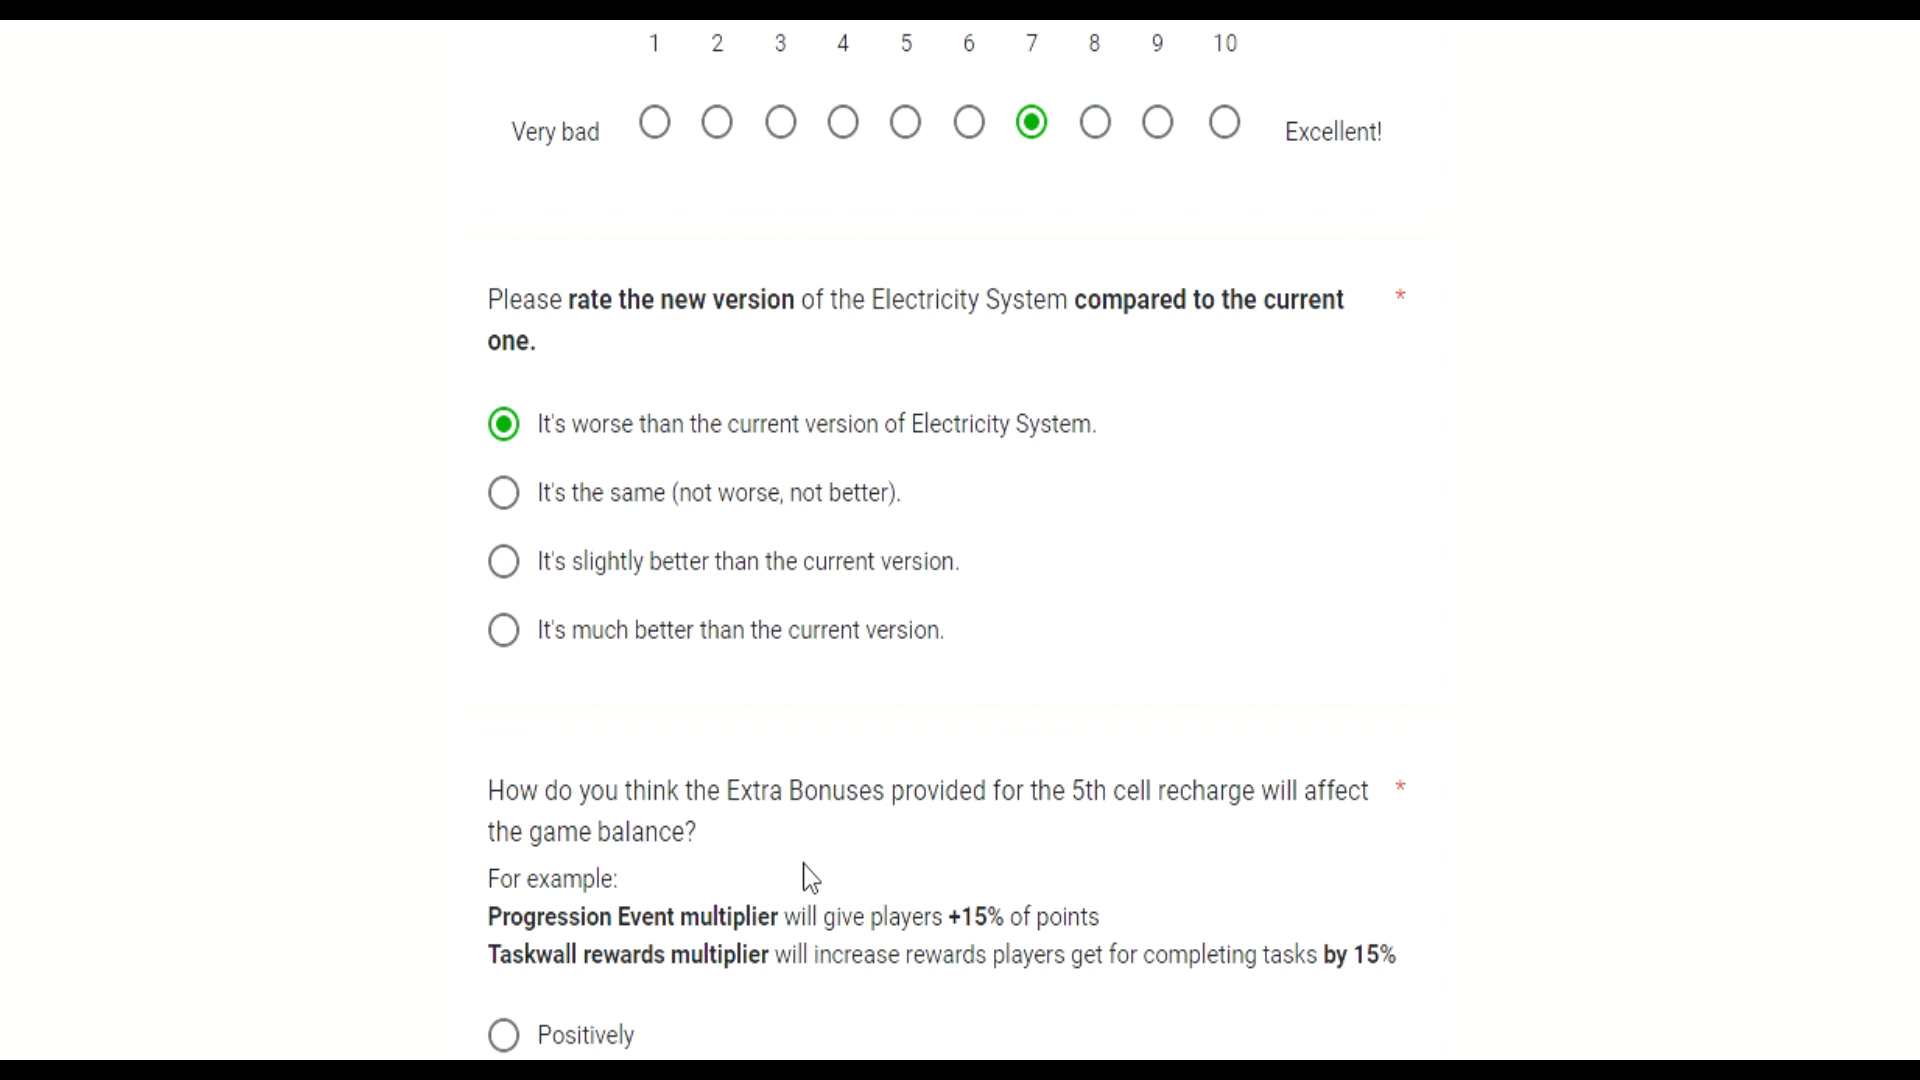 1 2 3 4 5 6 7 8 9 10
Very bad Excellent!
Please rate the new version of the Electricity System compared to the current *
one.
It's worse than the current version of Electricity System.
It's the same (not worse, not better).
It's slightly better than the current version.
It's much better than the current version.
How do you think the Extra Bonuses provided for the 5th cell recharge will affect *
the game balance?
For example:
Progression Event multiplier will give players +15% of points
Taskwall rewards multiplier will increase rewards players get for completing tasks by 15%
Positively